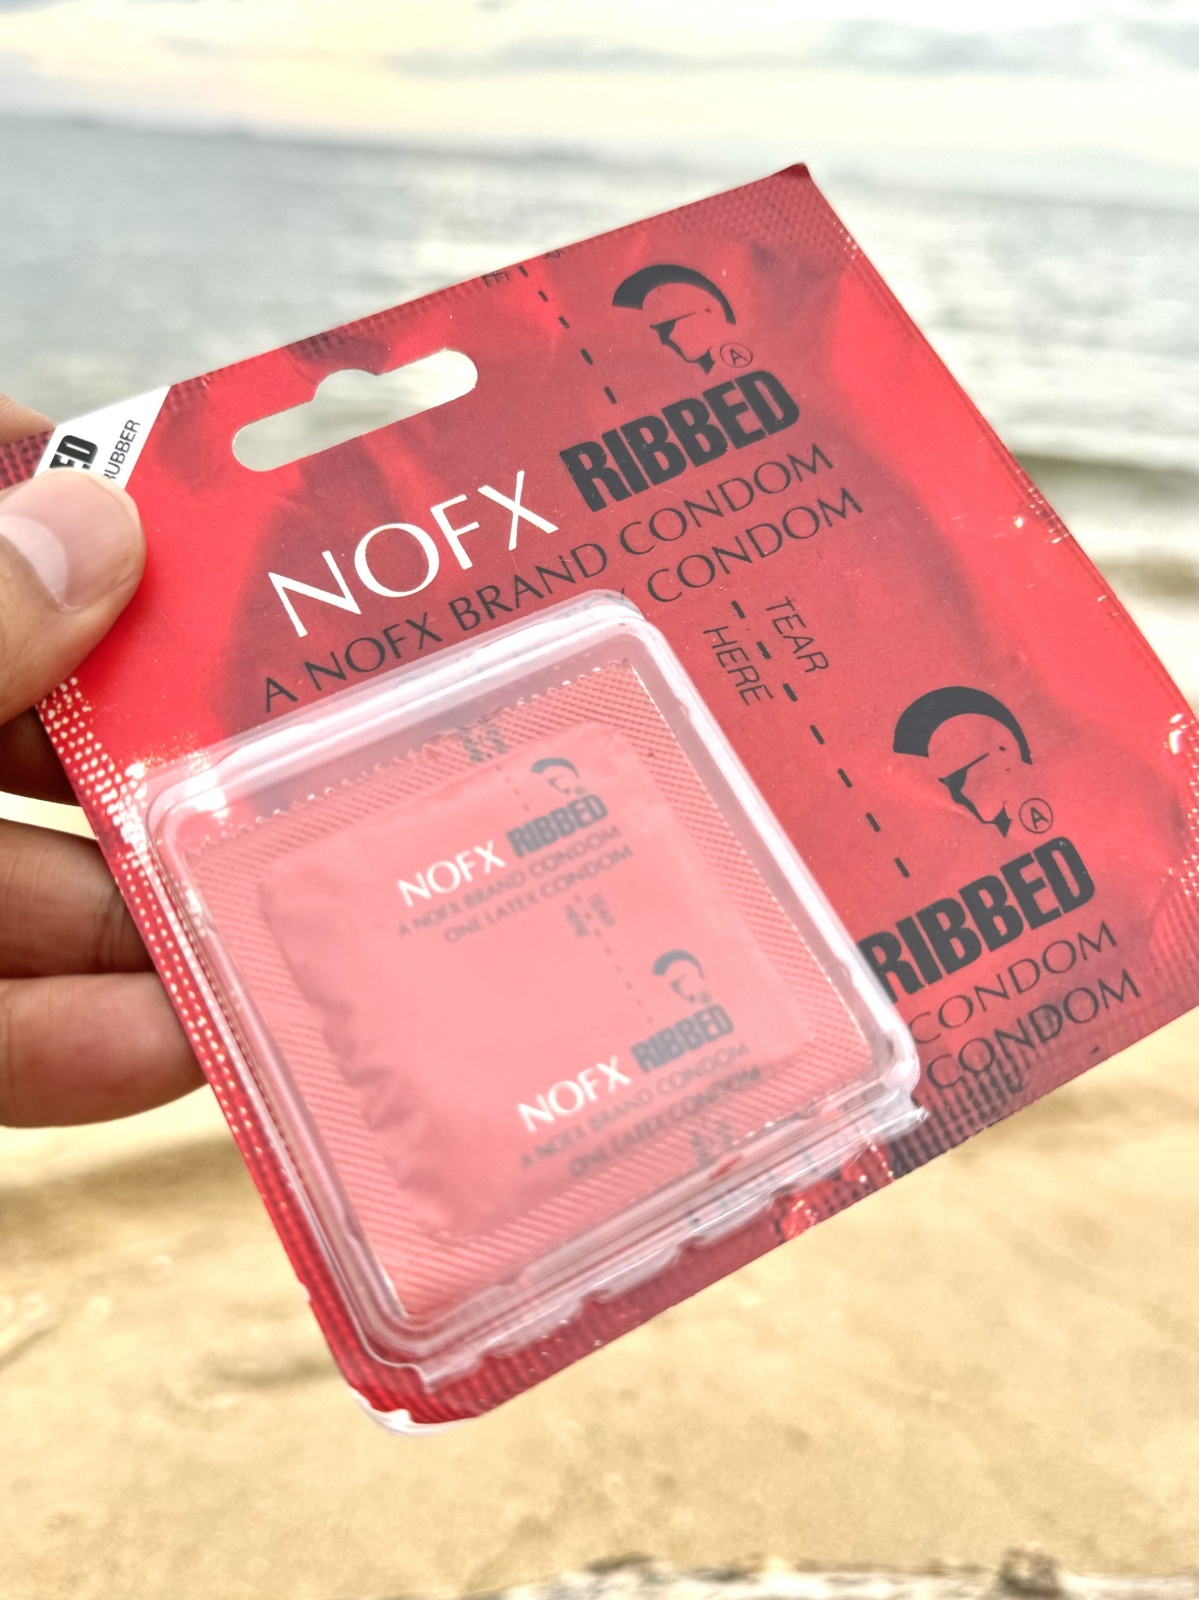 ED
RUBBER
A
NOFX RIBBED
A NOFX BRAND CONDOM
CONDOM
TEAR
HERE
A
RIBBED
CONDOM
CONDOM
NOFX RIBBED
A NOFX BRAND CONDOM
ONE LATEX CONDOM
NOFX RIBBED
A NOFX BRAND CONDOM
ONE LATEX CONDOM